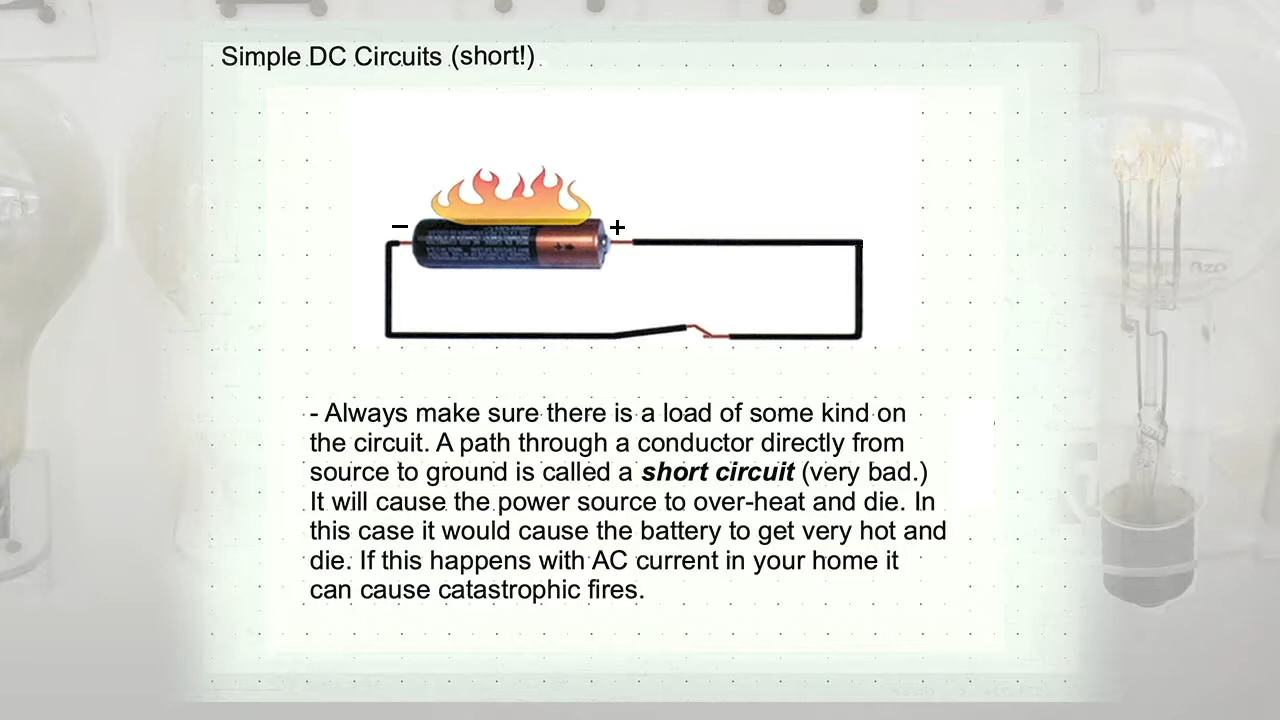 Simple DC Circuits (short!)
− +
- Always make sure there is a load of some kind on
the circuit. A path through a conductor directly from
source to ground is called a short circuit (very bad.)
It will cause the power source to over-heat and die. In
this case it would cause the battery to get very hot and
die. If this happens with AC current in your home it
can cause catastrophic fires.